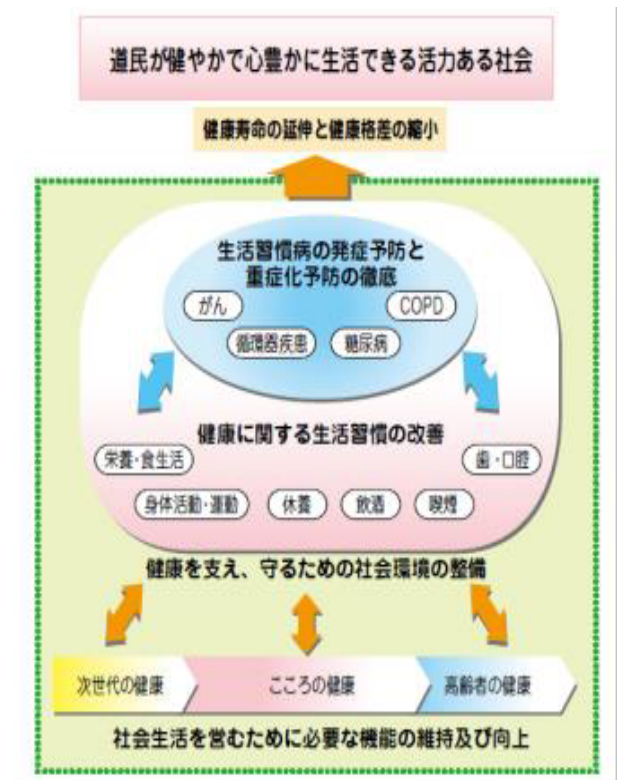 道民が健やかで心豊かに生活できる活力ある社会
健康寿命の延伸と健康格差の縮小
生活習慣病の発症予防と
重症化予防の徹底
がん
COPD
循環器疾患
糖尿病
健康に関する生活習慣の改善
栄養・食生活
歯・口腔
身体活動・運動
休養
飲酒
喫煙
健康を支え、守るための社会環境の整備
次世代の健康
こころの健康
高齢者の健康
社会生活を営むために必要な機能の維持及び向上